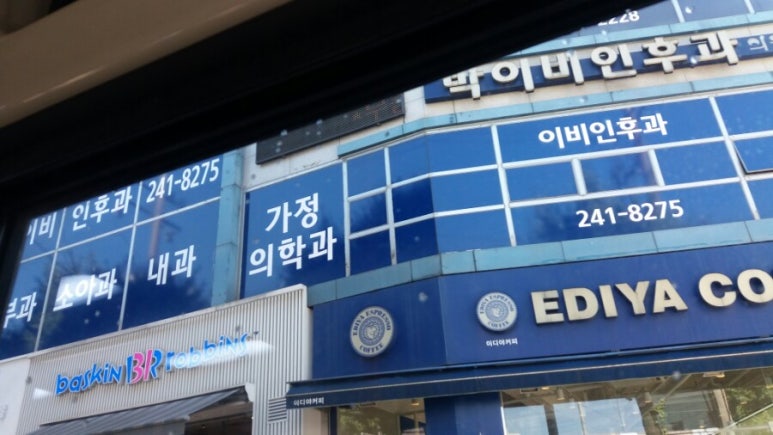 2228
박이비인후과
이비인후과
241-8275
이비 인후과 241-8275
가정
의학과
소아과 내과
baskin BR robbins
EDIYA ESPRESSO COFFEE
EDIYA ESPRESSO COFFEE
이디야커피
EDIYA CO
이디야커피